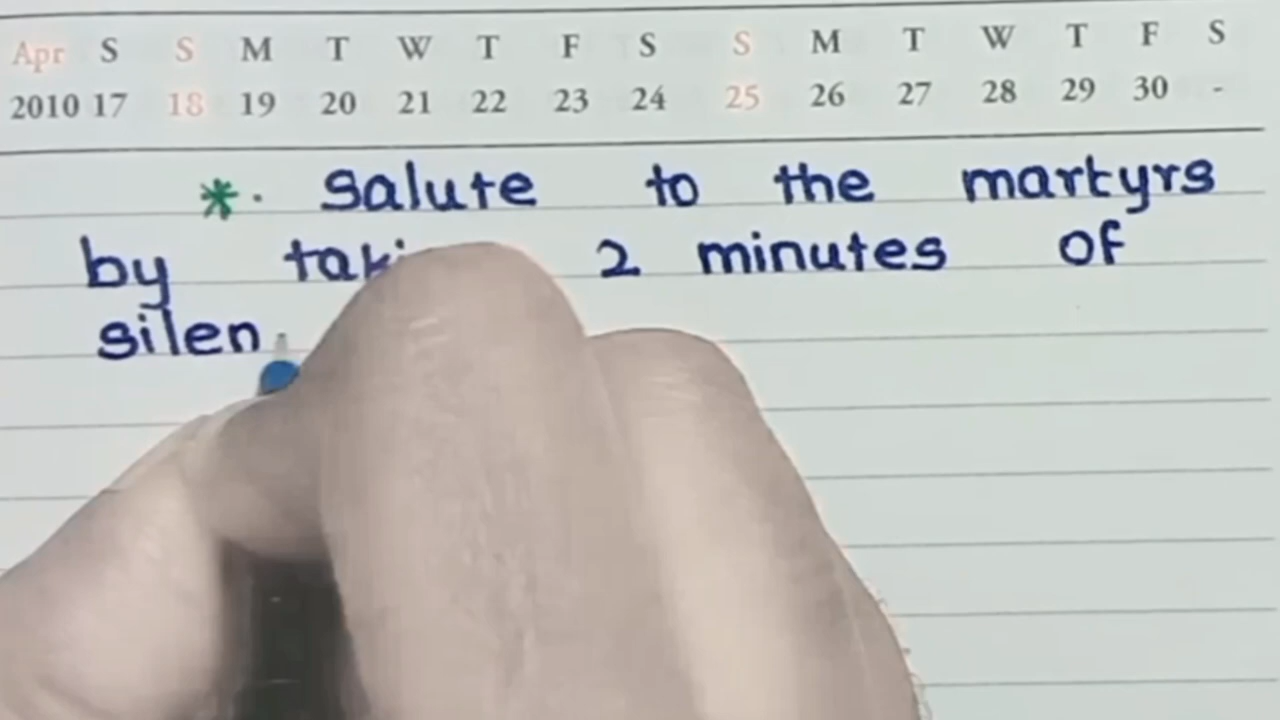 Apr S S M T W T F S S M T W T F S
2010 17 18 19 20 21 22 23 24 25 26 27 28 29 30 -
*. Salute to the martyrs
by 2 minutes of